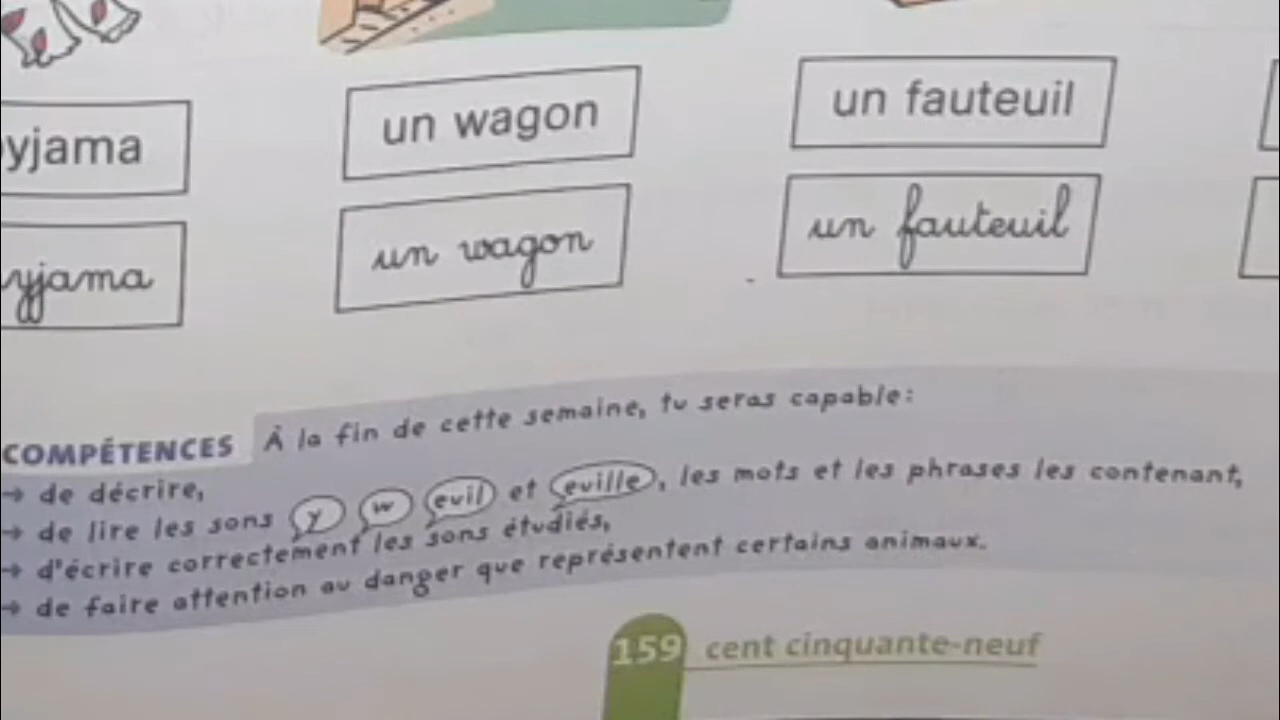 yjama
un wagon
un fauteuil
yjama
un wagon
un fauteuil
COMPÉTENCES À la fin de cette semaine, tu seras capable:
→ de décrire,
→ de lire les sons y w euil et euille, les mots et les phrases les contenant,
→ d'écrire correctement les sons étudiés,
→ de faire attention au danger que représentent certains animaux.
159 cent cinquante-neuf